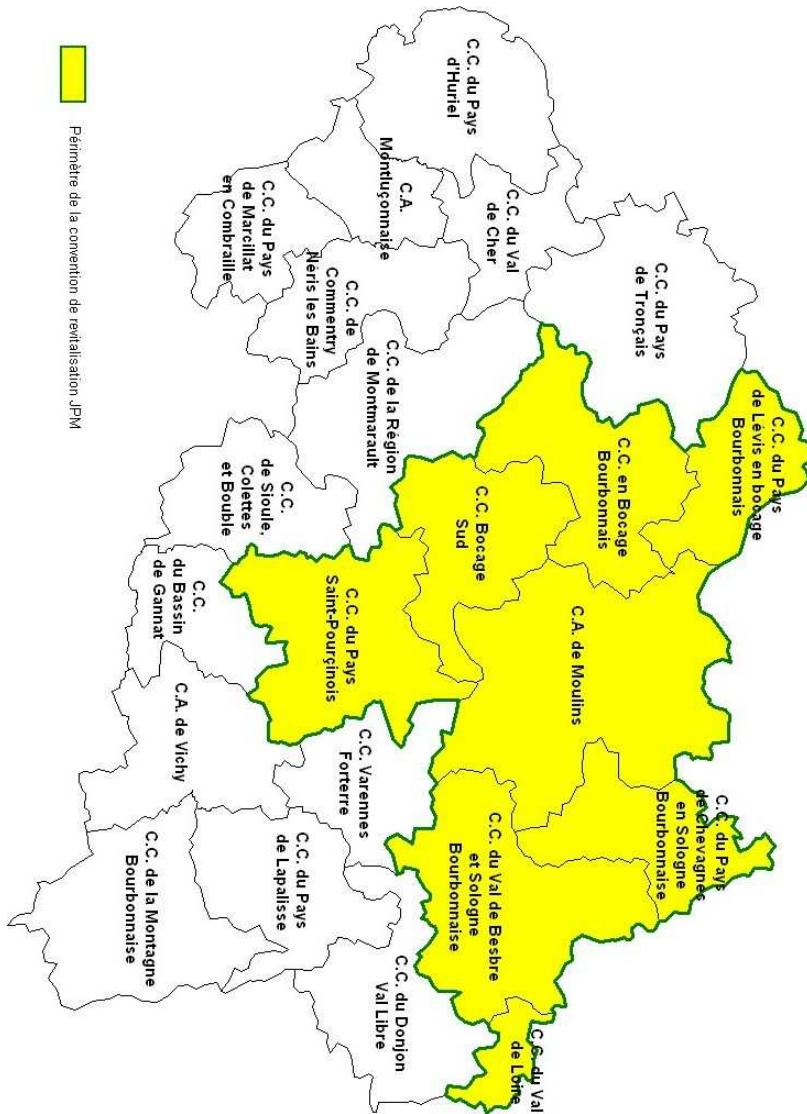 C.C. du Pays
de Lévis en bocage
Bourbonnais
C.C. du Pays
de Tronçais
C.C. en Bocage
Bourbonnais
C.A. de Moulins
C.C. du Pays
de Chevagnes
en Sologne
Bourbonnaise
C.C. du Val
de Cher
C.C. du Pays
d'Huriel
C.A.
Montluçonnaise
C.C. Bocage
Sud
C.C. du Val de Besbre
et Sologne
Bourbonnaise
C.C. du Val
de Loire
C.C. de la Région
de Montmarault
C.C. de
Commentry
Néris les Bains
C.C. du Pays
de Marcillat
en Combraille
C.C. du Pays
Saint-Pourçinois
C.C. Varennes
Forterre
C.C. du Donjon
Val Libre
C.C.
de Sioule,
Colettes
et Bouble
C.C.
du Bassin
de Gannat
C.A. de Vichy
C.C. du Pays
de Lapalisse
C.C. de la Montagne
Bourbonnaise
Périmètre de la convention de revitalisation JPM